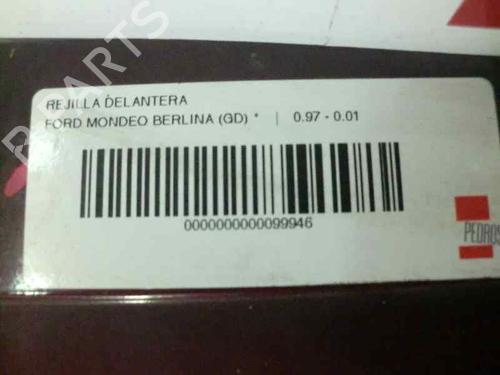 REJILLA DELANTERA
FORD MONDEO BERLINA (GD) * | 0.97 - 0.01
0000000000099946
PEDROS
PARTS